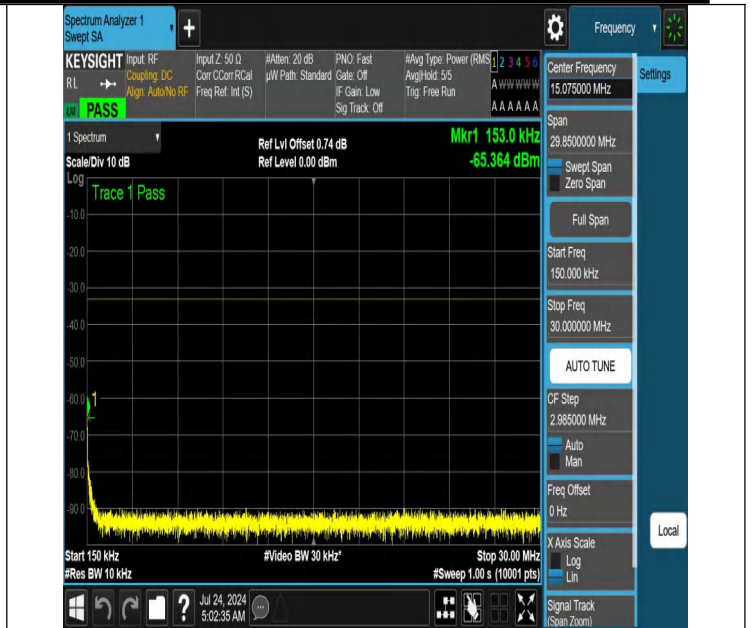 Spectrum Analyzer 1
Swept SA
+
Frequency
KEYSIGHT
RL
PASS
Input: RF
Coupling: DC
Align: Auto/No RF
Input Z: 50 Ω
Corr CCorr RCal
Freq Ref: Int (S)
#Atten: 20 dB
µW Path: Standard
PNO: Fast
Gate: Off
IF Gain: Low
Sig Track: Off
#Avg Type: Power (RMS
Avg|Hold: 5/5
Trig: Free Run
1 2 3 4 5 6
A W W W W W
A A A A A A
1 Spectrum
Scale/Div 10 dB
Ref Lvl Offset 0.74 dB
Ref Level 0.00 dBm
Mkr1 153.0 kHz
-65.364 dBm
Log
Trace 1 Pass
-10.0
-20.0
-30.0
-40.0
-50.0
-60.0
1
-70.0
-80.0
-90.0
Start 150 kHz
#Video BW 30 kHz*
Stop 30.00 MHz
#Res BW 10 kHz
#Sweep 1.00 s (10001 pts)
?
Jul 24, 2024
5:02:35 AM
Center Frequency
15.075000 MHz
Settings
Span
29.8500000 MHz
Swept Span
Zero Span
Full Span
Start Freq
150.000 kHz
Stop Freq
30.000000 MHz
AUTO TUNE
CF Step
2.985000 MHz
Auto
Man
Freq Offset
0 Hz
X Axis Scale
Log
Lin
Local
Signal Track
(Span Zoom)